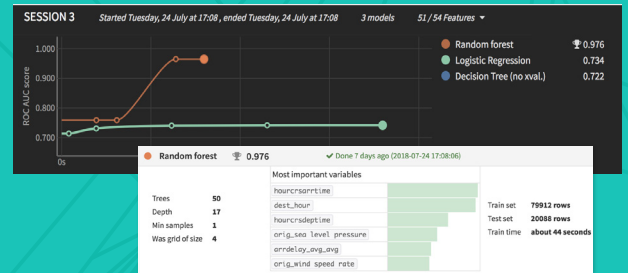 SESSION 3 Started Tuesday, 24 July at 17:08 , ended Tuesday, 24 July at 17:08 3 models 51 / 54 Features
ROC AUC score
1.000
0.900
0.800
0.700
0s
Random forest 0.976
Logistic Regression 0.734
Decision Tree (no xval.) 0.722
Random forest 0.976 Done 7 days ago (2018-07-24 17:08:06)
Trees 50
Depth 17
Min samples 1
Was grid of size 4
Most important variables
hourcrsarrtime
dest_hour
hourcrsdeptime
orig_sea level pressure
arrdelay_avg_avg
orig_wind speed rate
Train set 79912 rows
Test set 20088 rows
Train time about 44 seconds